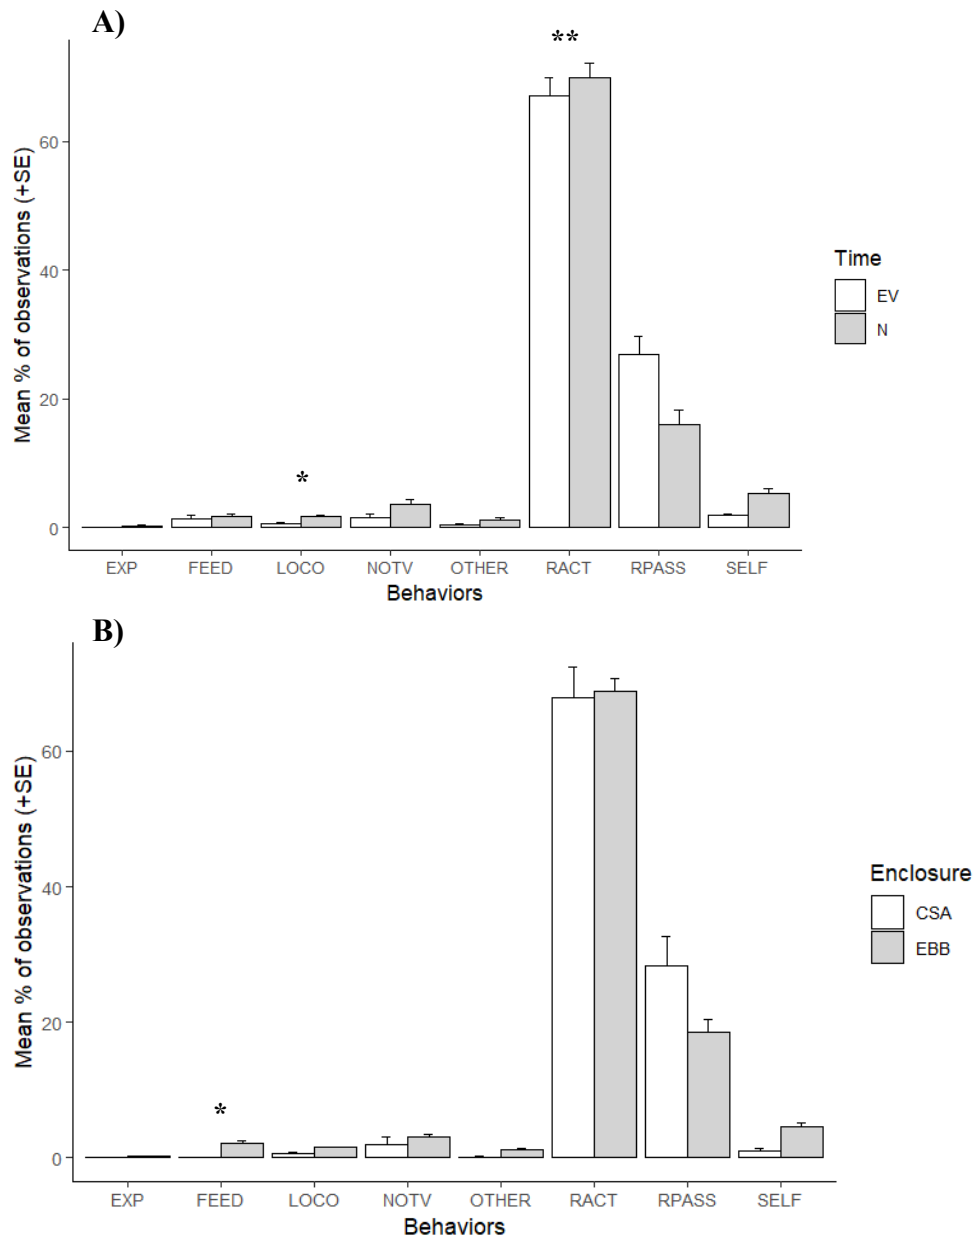 A)
**
Mean % of observations (+SE)
60
40
20
0
*
EXP FEED LOCO NOTV OTHER RACT RPASS SELF
Behaviors
Time
EV
N
B)
Mean % of observations (+SE)
60
40
20
0
*
EXP FEED LOCO NOTV OTHER RACT RPASS SELF
Behaviors
Enclosure
CSA
EBB